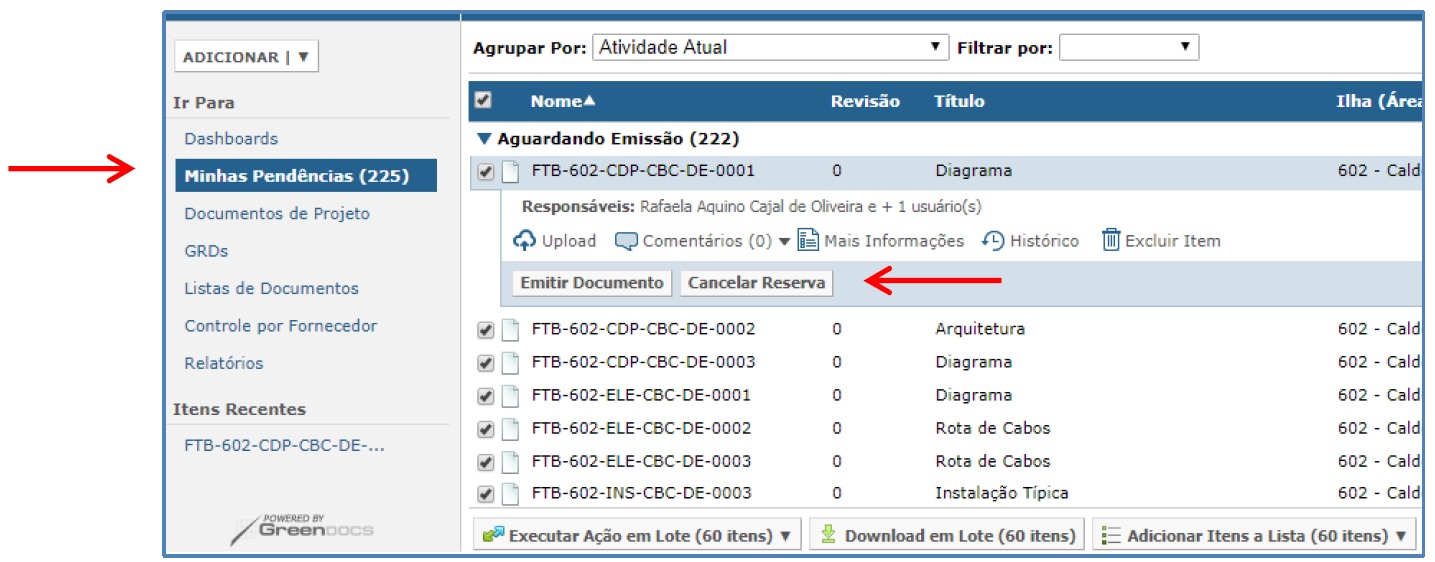 ADICIONAR | ▼
Ir Para
Dashboards
Minhas Pendências (225)
Documentos de Projeto
GRDs
Listas de Documentos
Controle por Fornecedor
Relatórios
Itens Recentes
FTB-602-CDP-CBC-DE-...
POWERED BY
GreenDOCS
Agrupar Por: Atividade Atual ▼ Filtrar por: ▼
Nome▲ Revisão Título Ilha (Área
▼ Aguardando Emissão (222)
FTB-602-CDP-CBC-DE-0001 0 Diagrama 602 - Cald
Responsáveis: Rafaela Aquino Cajal de Oliveira e + 1 usuário(s)
Upload Comentários (0) ▼ Mais Informações Histórico Excluir Item
Emitir Documento Cancelar Reserva
FTB-602-CDP-CBC-DE-0002 0 Arquitetura 602 - Cald
FTB-602-CDP-CBC-DE-0003 0 Diagrama 602 - Cald
FTB-602-ELE-CBC-DE-0001 0 Diagrama 602 - Cald
FTB-602-ELE-CBC-DE-0002 0 Rota de Cabos 602 - Cald
FTB-602-ELE-CBC-DE-0003 0 Rota de Cabos 602 - Cald
FTB-602-INS-CBC-DE-0003 0 Instalação Típica 602 - Cald
Executar Ação em Lote (60 itens) ▼ Download em Lote (60 itens) Adicionar Itens a Lista (60 itens) ▼